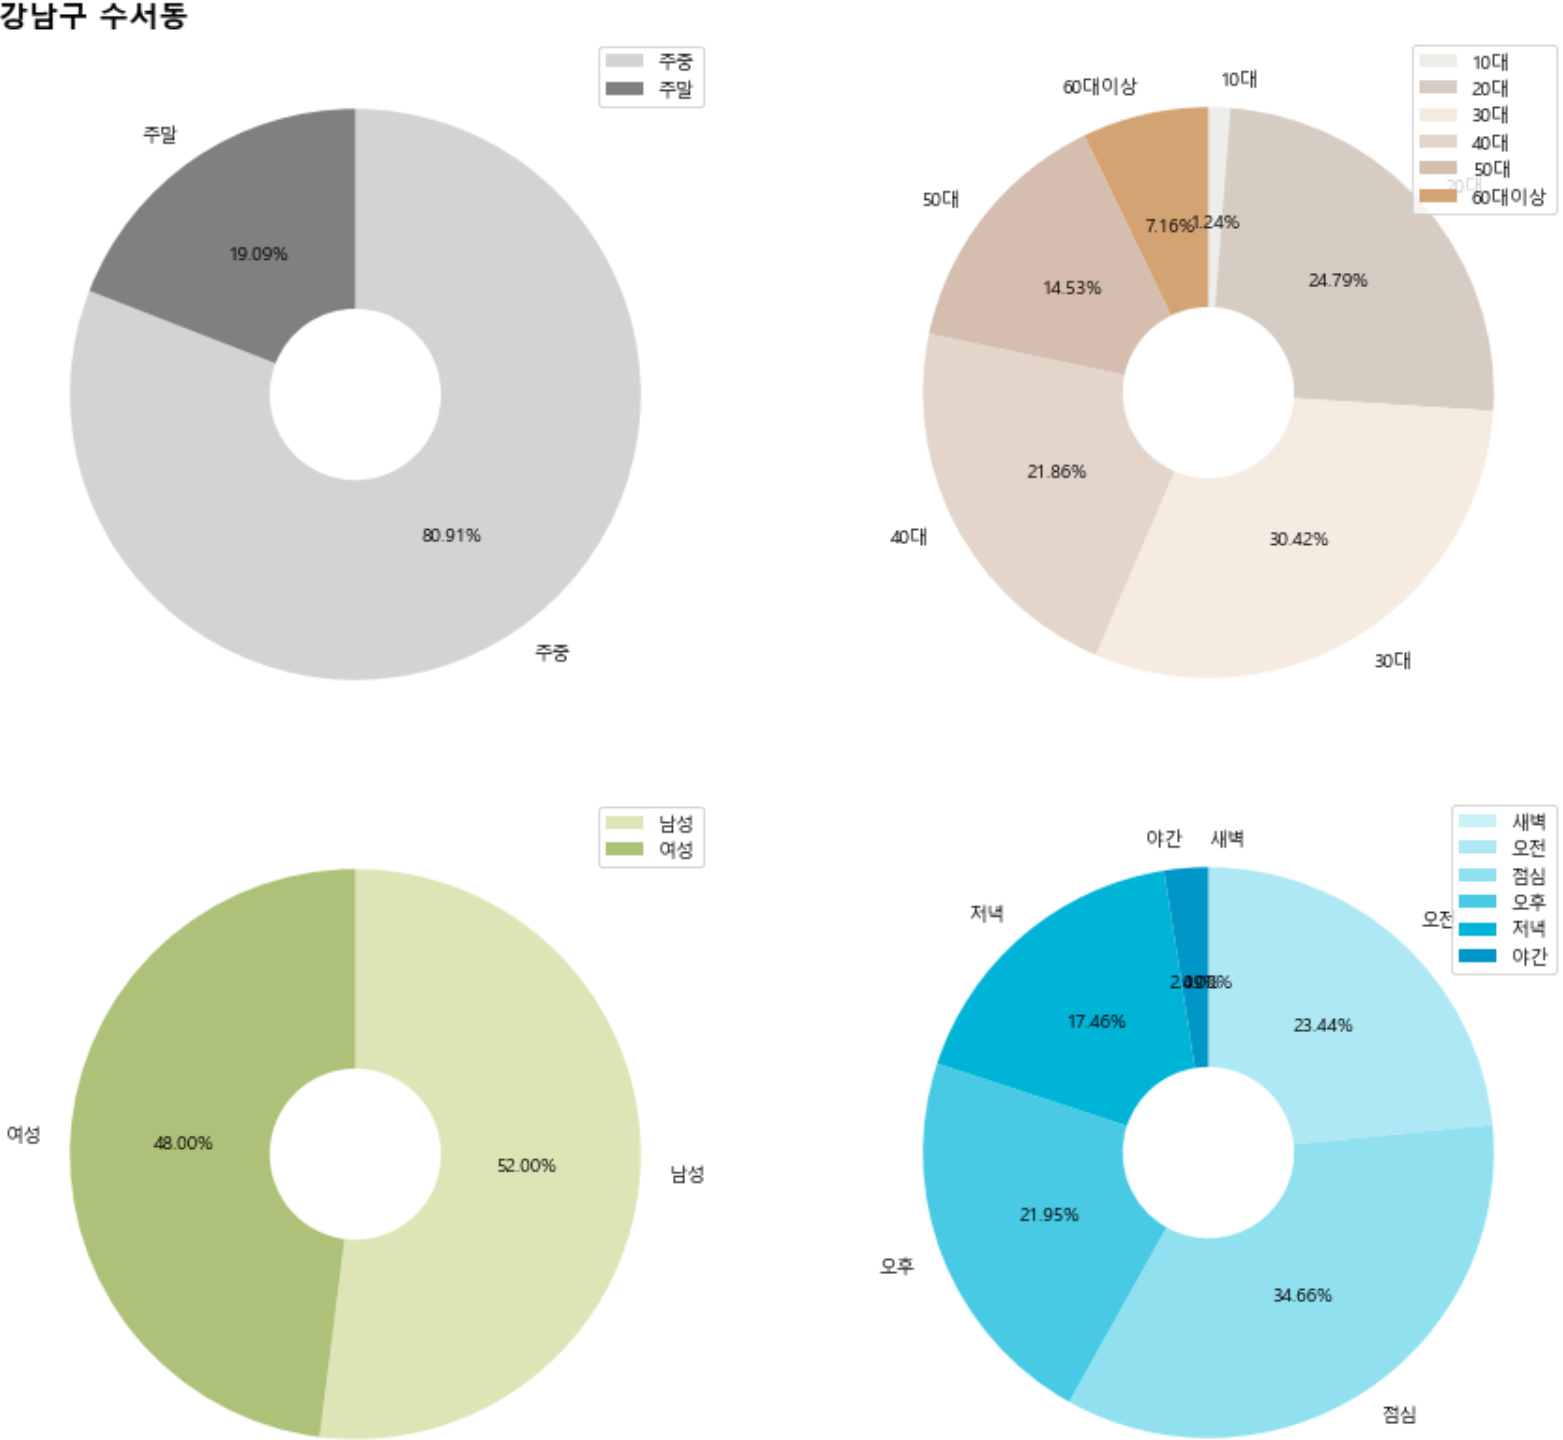 강남구 수서동
주중
주말
주말
19.09%
80.91%
주중
10대
20대
30대
40대
50대
60대이상
60대이상
10대
20대
50대
7.16%
1.24%
24.79%
14.53%
21.86%
30.42%
40대
30대
남성
여성
여성
48.00%
52.00%
남성
새벽
오전
점심
오후
저녁
야간
야간
새벽
저녁
오전
17.46%
23.44%
21.95%
34.66%
오후
점심